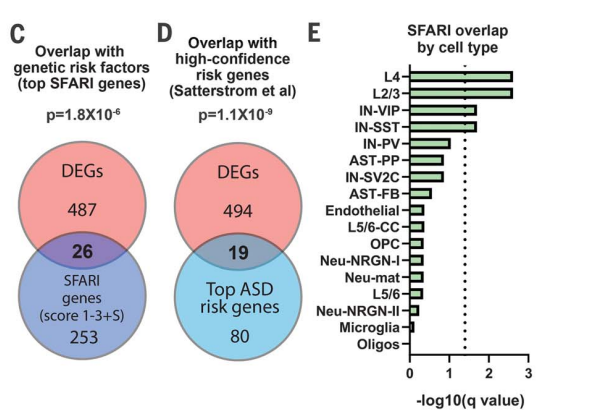 C
Overlap with
genetic risk factors
(top SFARI genes)
p=1.8X10⁻⁶
DEGs
487
26
SFARI
genes
(score 1-3+S)
253
D
Overlap with
high-confidence
risk genes
(Satterstrom et al)
p=1.1X10⁻⁹
DEGs
494
19
Top ASD
risk genes
80
E
SFARI overlap
by cell type
L4
L2/3
IN-VIP
IN-SST
IN-PV
AST-PP
IN-SV2C
AST-FB
Endothelial
L5/6-CC
OPC
Neu-NRGN-I
Neu-mat
L5/6
Neu-NRGN-II
Microglia
Oligos
0 1 2 3
-log10(q value)